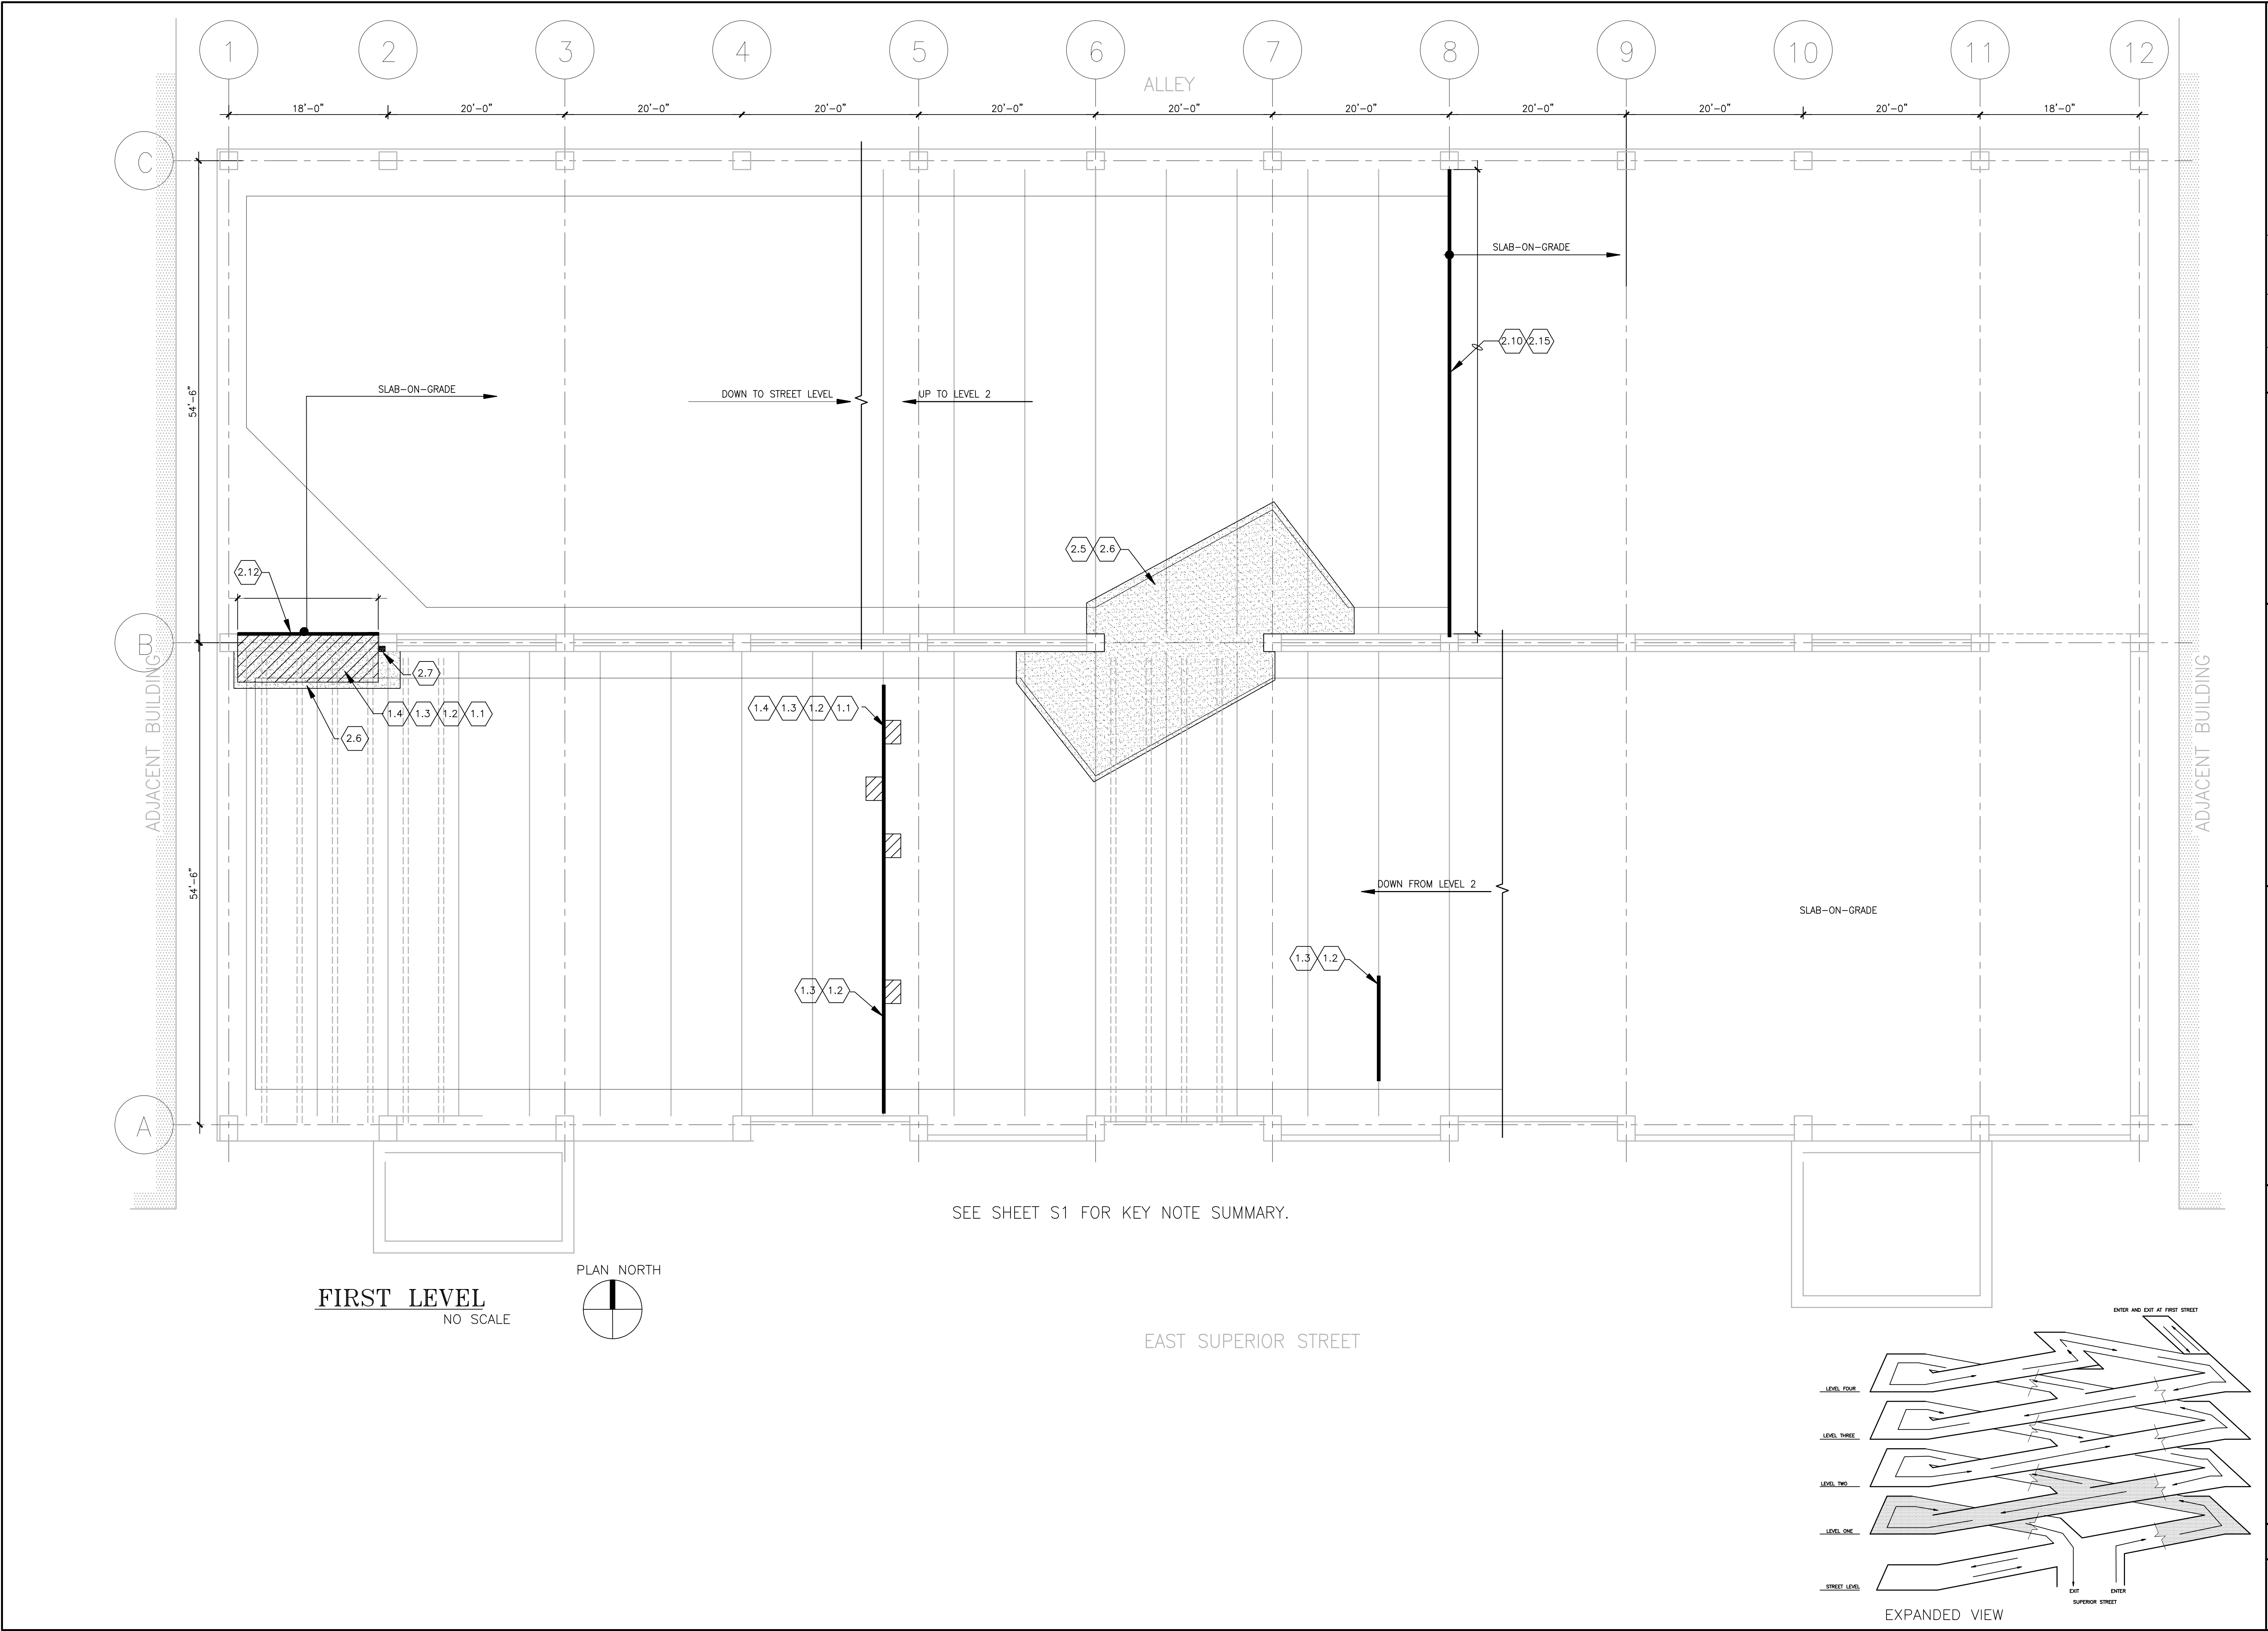 1 2 3 4 5 6 7 8 9 10 11 12
ALLEY
18'-0" 20'-0" 20'-0" 20'-0" 20'-0" 20'-0" 20'-0" 20'-0" 20'-0" 20'-0" 18'-0"
C
SLAB-ON-GRADE
2.10 2.15
54'-6"
SLAB-ON-GRADE
DOWN TO STREET LEVEL
UP TO LEVEL 2
2.5 2.6
2.12
B
2.7
1.4 1.3 1.2 1.1
2.6
1.4 1.3 1.2 1.1
ADJACENT BUILDING
ADJACENT BUILDING
54'-6"
DOWN FROM LEVEL 2
SLAB-ON-GRADE
1.3 1.2
1.3 1.2
A
SEE SHEET S1 FOR KEY NOTE SUMMARY.
PLAN NORTH
FIRST LEVEL
NO SCALE
EAST SUPERIOR STREET
ENTER AND EXIT AT FIRST STREET
LEVEL FOUR
LEVEL THREE
LEVEL TWO
LEVEL ONE
STREET LEVEL
EXIT
ENTER
SUPERIOR STREET
EXPANDED VIEW